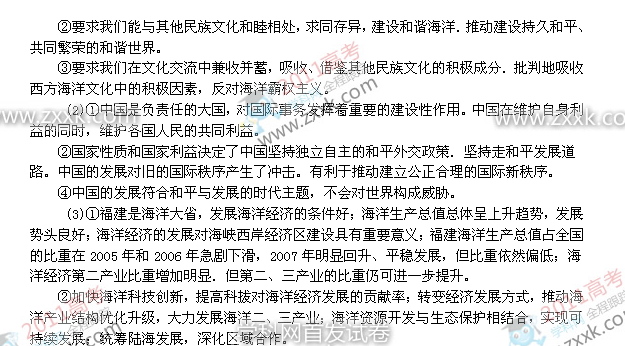 ②要求我们能与其他民族文化和睦相处，求同存异，建设和谐海洋．推动建设持久和平、
共同繁荣的和谐世界。
③要求我们在文化交流中兼收并蓄，吸收、借鉴其他民族文化的积极成分．批判地吸收
西方海洋文化中的积极因素，反对海洋霸权主义。
(2)①中国是负责任的大国，对国际事务发挥着重要的建设性作用。中国在维护自身利
益的同时，维护各国人民的共同利益。
②国家性质和国家利益决定了中国坚持独立自主的和平外交政策．坚持走和平发展道
路。中国的发展对旧的国际秩序产生了冲击。有利于推动建立公正合理的国际新秩序。
④中国的发展符合和平与发展的时代主题，不会对世界构成威胁。
(3)①福建是海洋大省，发展海洋经济的条件好；海洋生产总值总体呈上升趋势，发展
势头良好；海洋经济的发展对海峡西岸经济区建设具有重要意义；福建海洋生产总值占全国
的比重在 2005 年和 2006 年急剧下滑，2007 年明显回升、平稳发展，但比重依然偏低；海
洋经济第二产业比重增加明显．但第二、三产业的比重仍可进一步提升。
②加快海洋科技创新，提高科拔对海洋经济发展的贡献率；转变经济发展方式，推动海
洋产业结构优化升级，大力发展海洋二、三产业；海洋资源开发与生态保护相结合，实现可
持续发展；统筹陆海发展，深化区域合作。
www.zxxk.com
www.zxxk.com
2011高考
学科网首发试卷